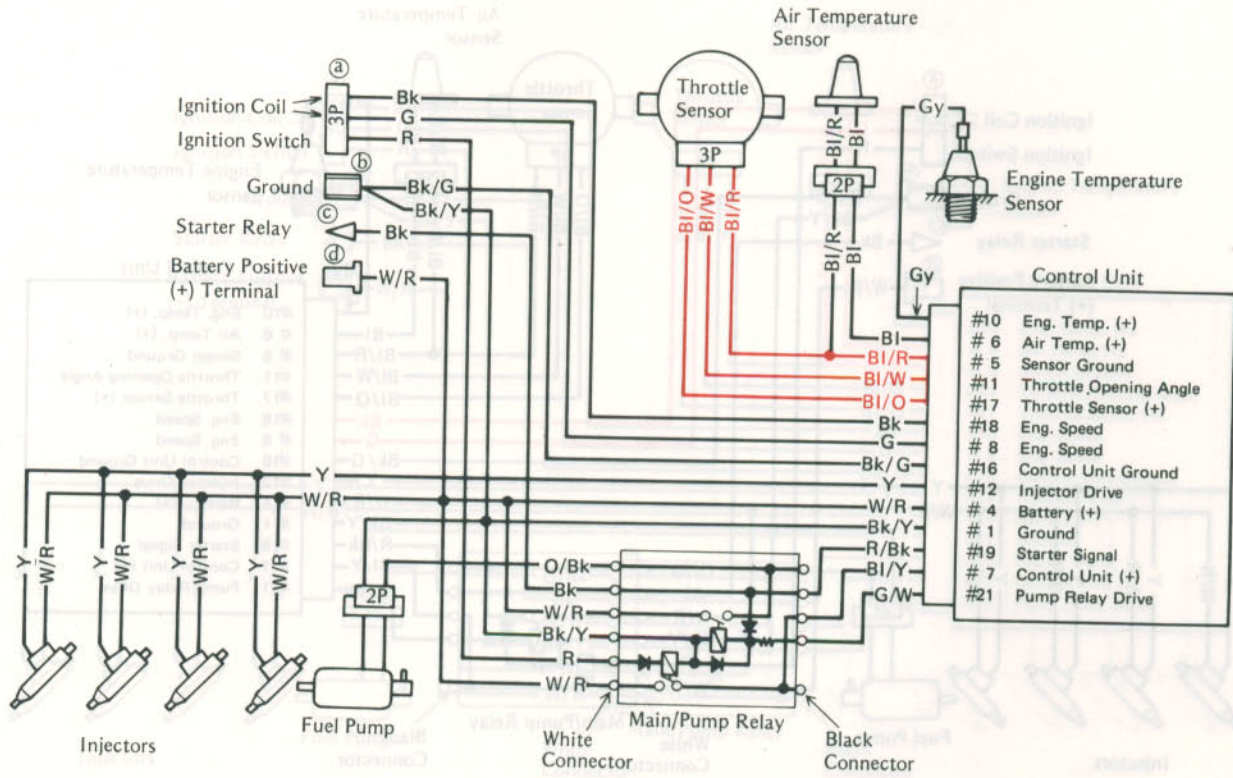 Air Temperature
Sensor
ⓐ
Ignition Coil
Ignition Switch
3P
Bk
G
R
ⓑ
Ground
Bk/G
Bk/Y
ⓒ
Starter Relay
Bk
ⓓ
Battery Positive
(+) Terminal
W/R
Throttle
Sensor
3P
Bl/O
Bl/W
Bl/R
Bl/R
Bl
2P
Bl/R
Bl
Gy
Engine Temperature
Sensor
Gy
Control Unit
Bl
Bl/R
Bl/W
Bl/O
Bk
G
Bk/G
Y
W/R
Bk/Y
R/Bk
Bl/Y
G/W
#10 Eng. Temp. (+)
# 6 Air Temp. (+)
# 5 Sensor Ground
#11 Throttle Opening Angle
#17 Throttle Sensor (+)
#18 Eng. Speed
# 8 Eng. Speed
#16 Control Unit Ground
#12 Injector Drive
# 4 Battery (+)
# 1 Ground
#19 Starter Signal
# 7 Control Unit (+)
#21 Pump Relay Drive
Y
W/R
Y
W/R
Y
W/R
Y
W/R
Y
W/R
2P
O/Bk
Bk
W/R
Bk/Y
R
W/R
Fuel Pump
Injectors
Main/Pump Relay
White
Connector
Black
Connector